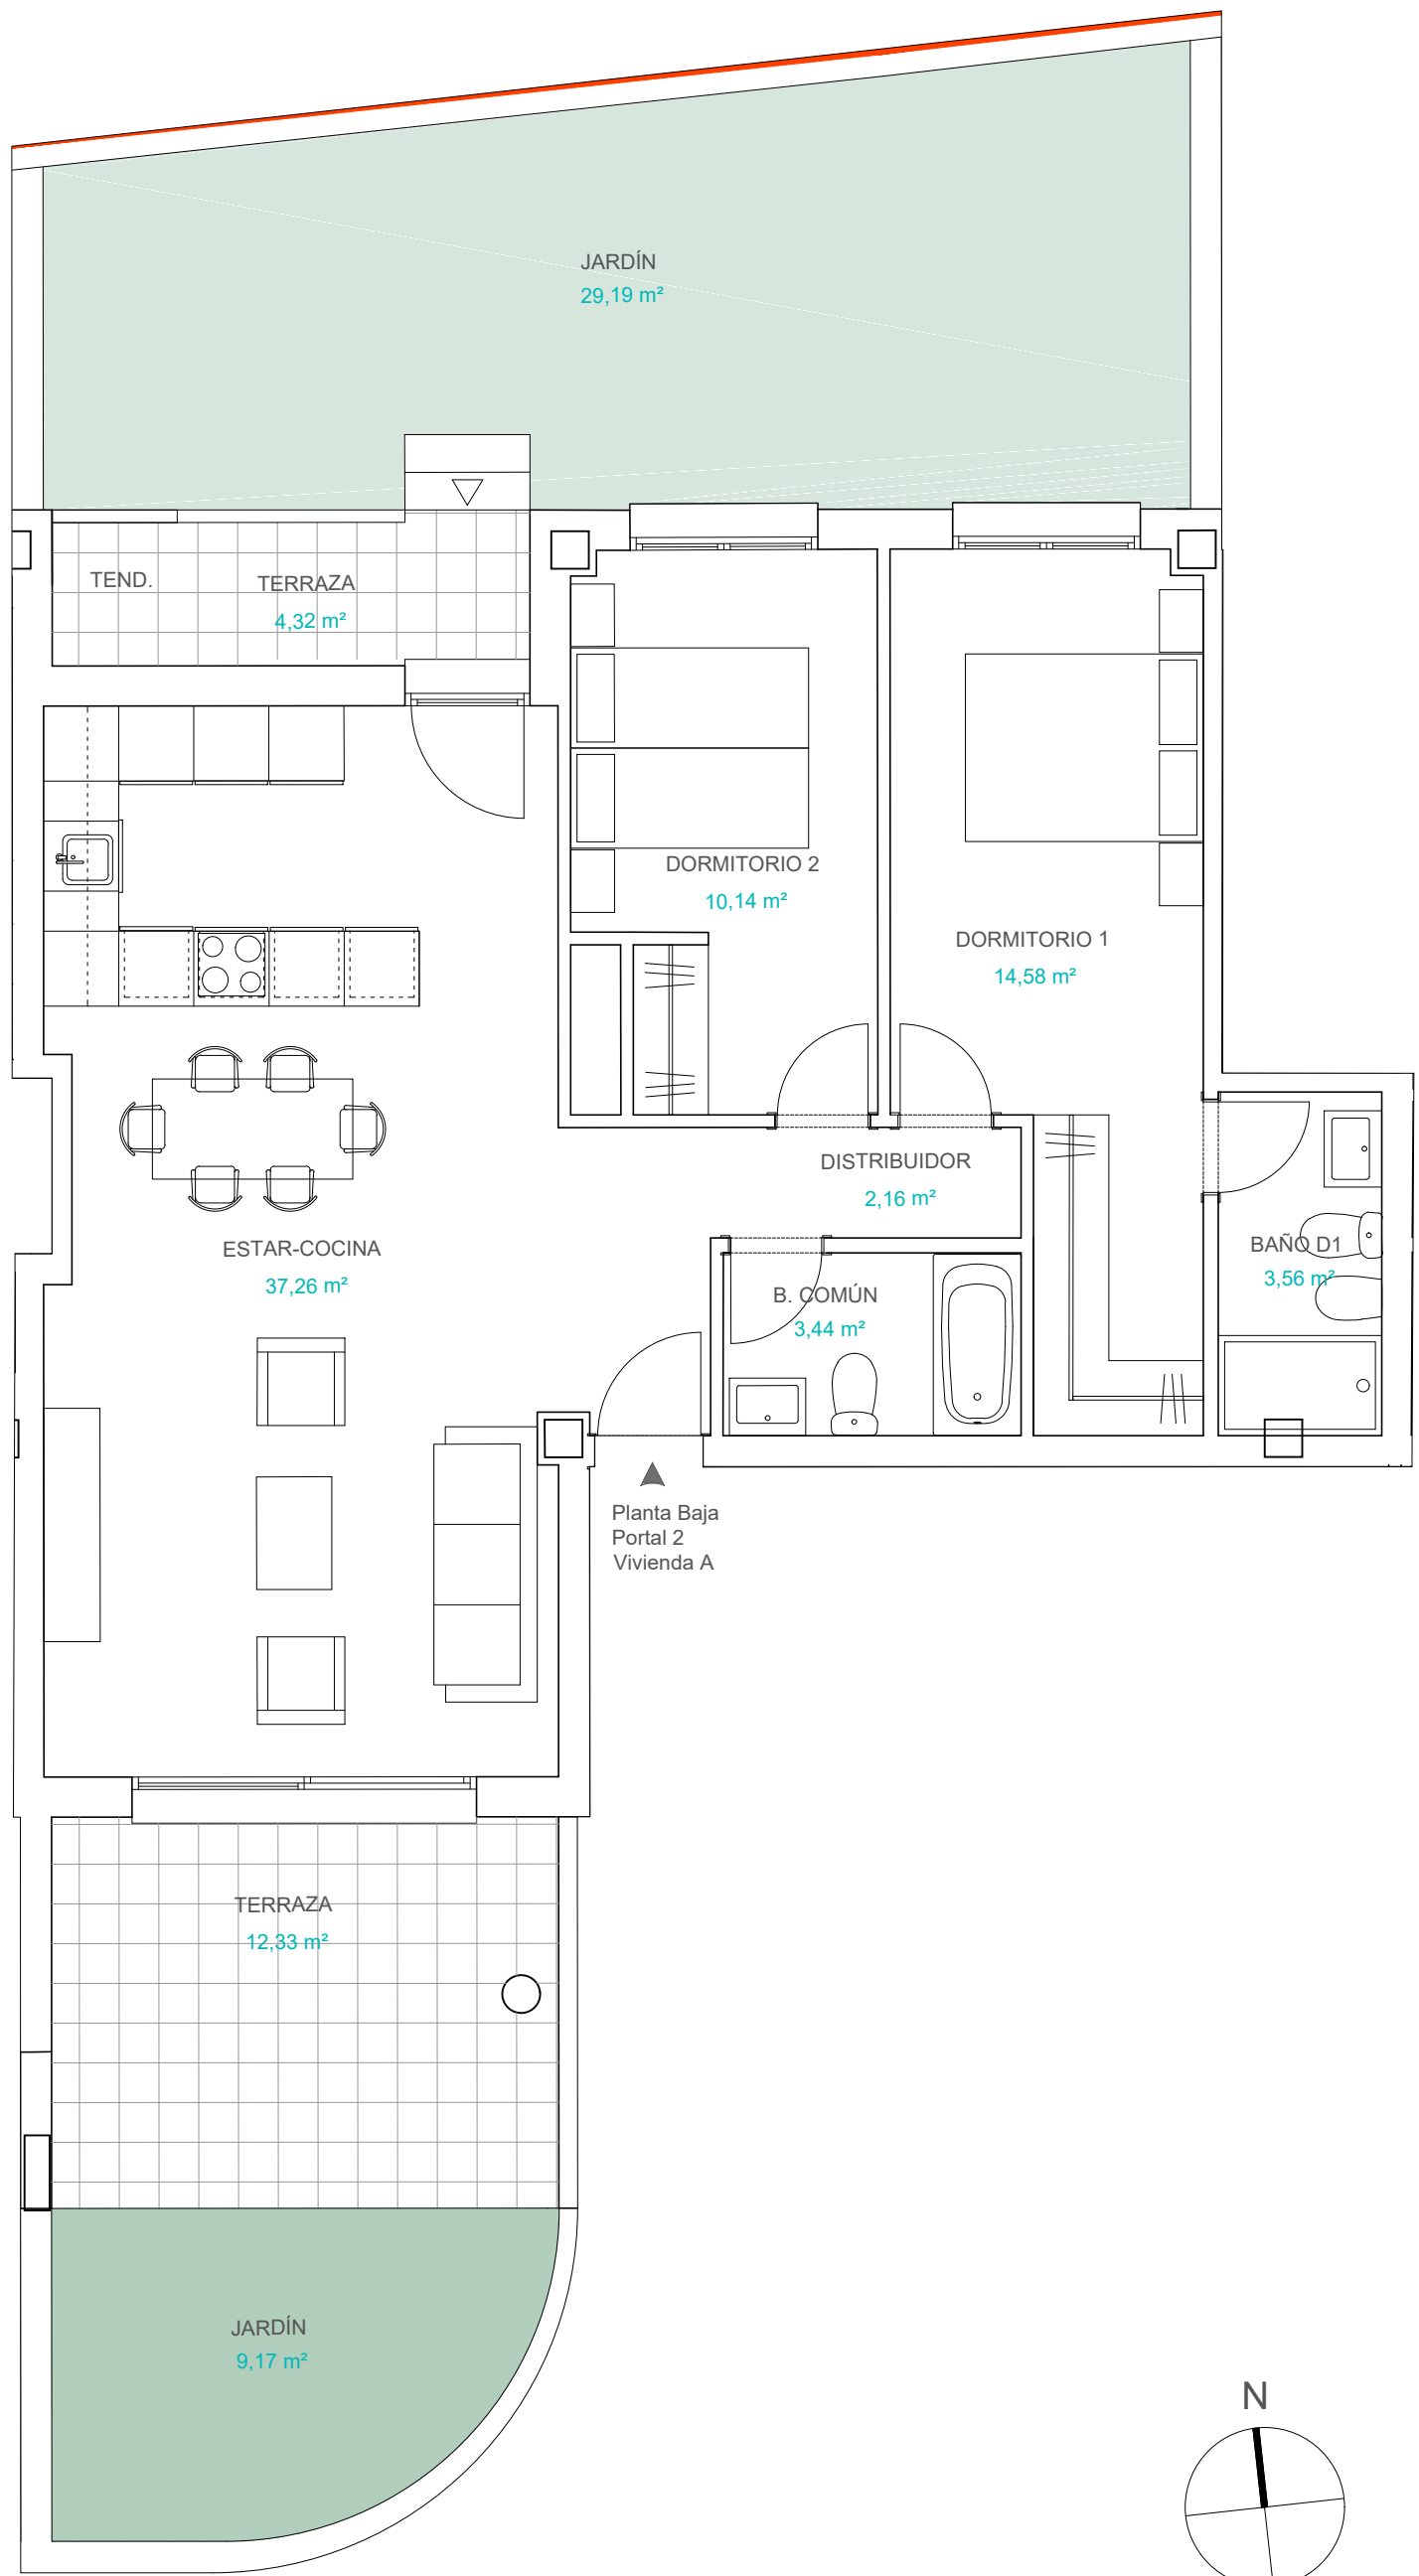 JARDÍN
29,19 m²
TEND.
TERRAZA
4,32 m²
DORMITORIO 2
10,14 m²
DORMITORIO 1
14,58 m²
DISTRIBUIDOR
2,16 m²
ESTAR-COCINA
37,26 m²
B. COMÚN
3,44 m²
BAÑO D1
3,56 m²
Planta Baja
Portal 2
Vivienda A
TERRAZA
12,33 m²
JARDÍN
9,17 m²
N